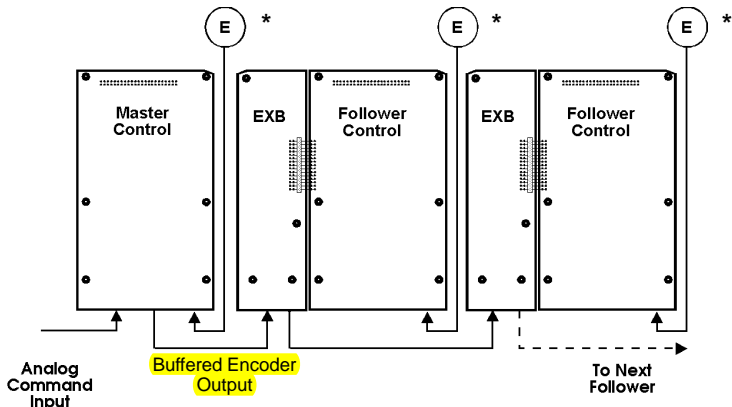 E *
E *
E *
Master
Control
EXB
Follower
Control
EXB
Follower
Control
Analog
Command
Input
Buffered Encoder
Output
To Next
Follower